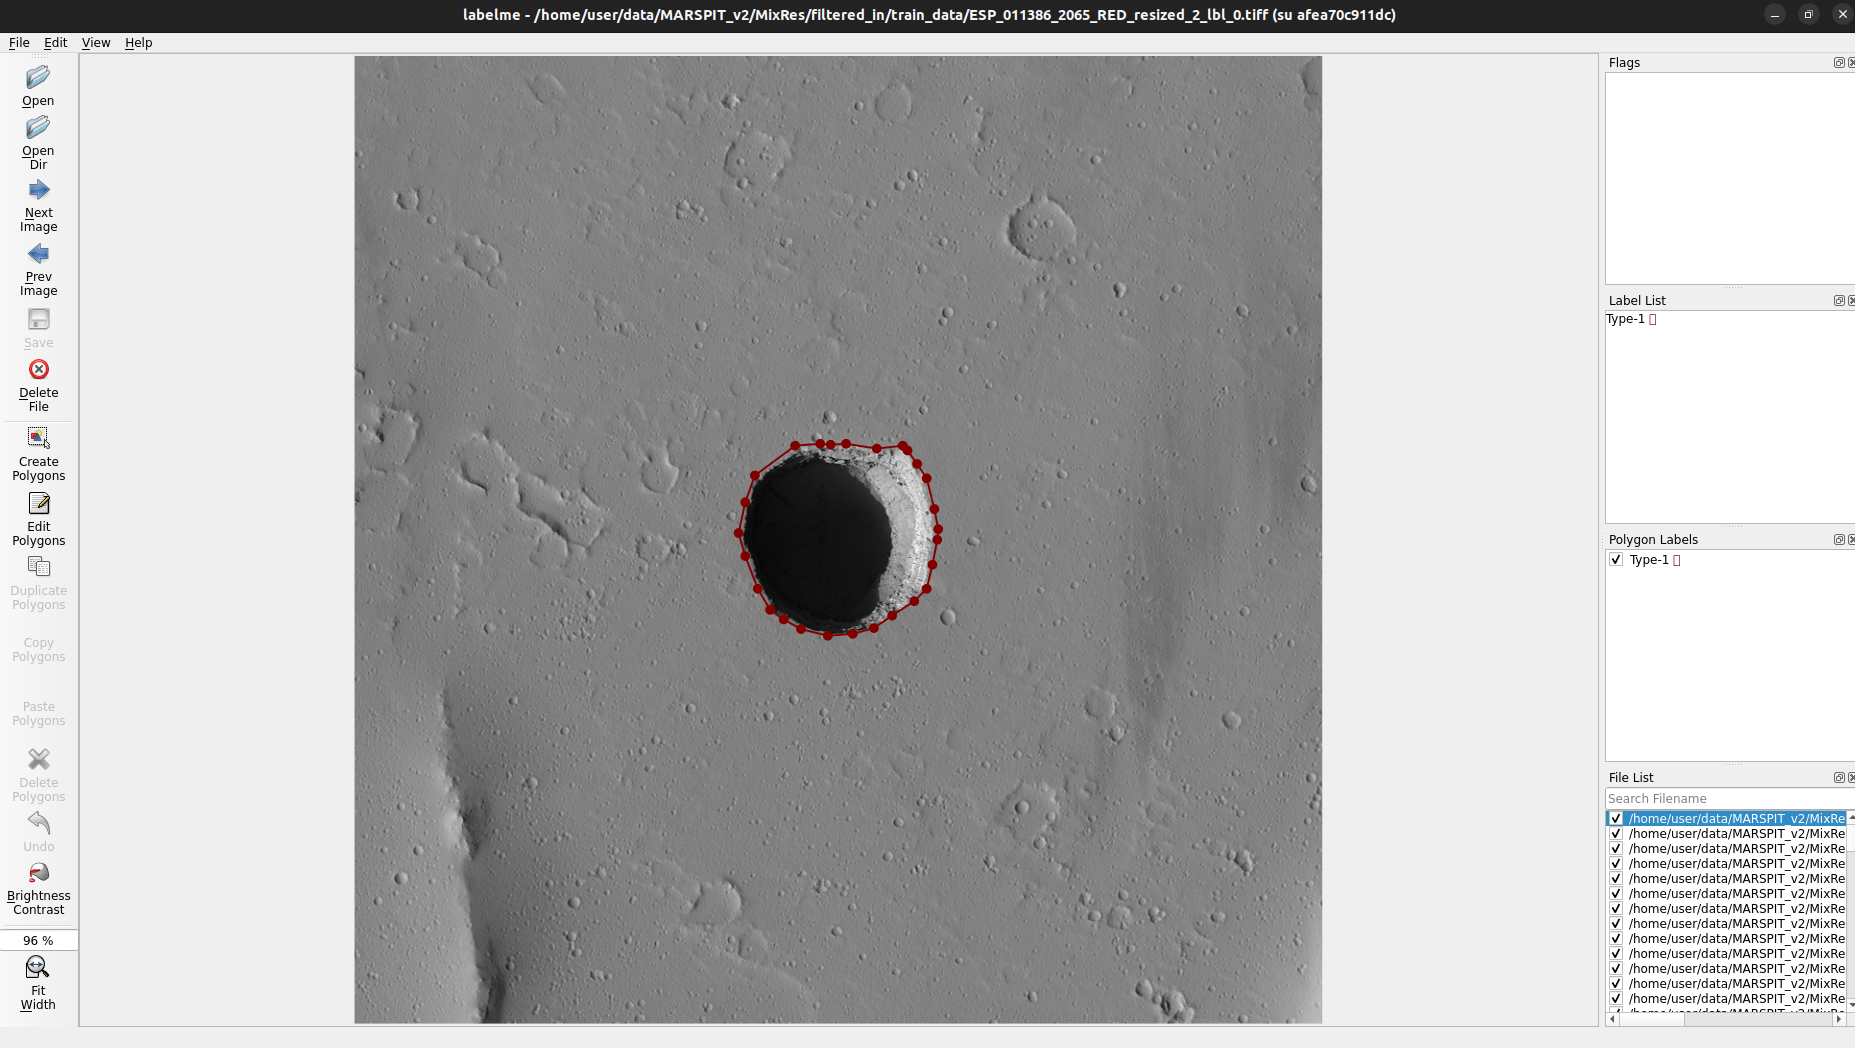 labelme - /home/user/data/MARSPIT_v2/MixRes/filtered_in/train_data/ESP_011386_2065_RED_resized_2_lbl_0.tiff (su afea70c911dc)
File Edit View Help
Open
Open
Dir
Next
Image
Prev
Image
Save
Delete
File
Create
Polygons
Edit
Polygons
Duplicate
Polygons
Copy
Polygons
Paste
Polygons
Delete
Polygons
Undo
Brightness
Contrast
96 %
Fit
Width
Flags
Label List
Type-1
Polygon Labels
Type-1
File List
Search Filename
/home/user/data/MARSPIT_v2/MixRe
/home/user/data/MARSPIT_v2/MixRe
/home/user/data/MARSPIT_v2/MixRe
/home/user/data/MARSPIT_v2/MixRe
/home/user/data/MARSPIT_v2/MixRe
/home/user/data/MARSPIT_v2/MixRe
/home/user/data/MARSPIT_v2/MixRe
/home/user/data/MARSPIT_v2/MixRe
/home/user/data/MARSPIT_v2/MixRe
/home/user/data/MARSPIT_v2/MixRe
/home/user/data/MARSPIT_v2/MixRe
/home/user/data/MARSPIT_v2/MixRe
/home/user/data/MARSPIT_v2/MixRe